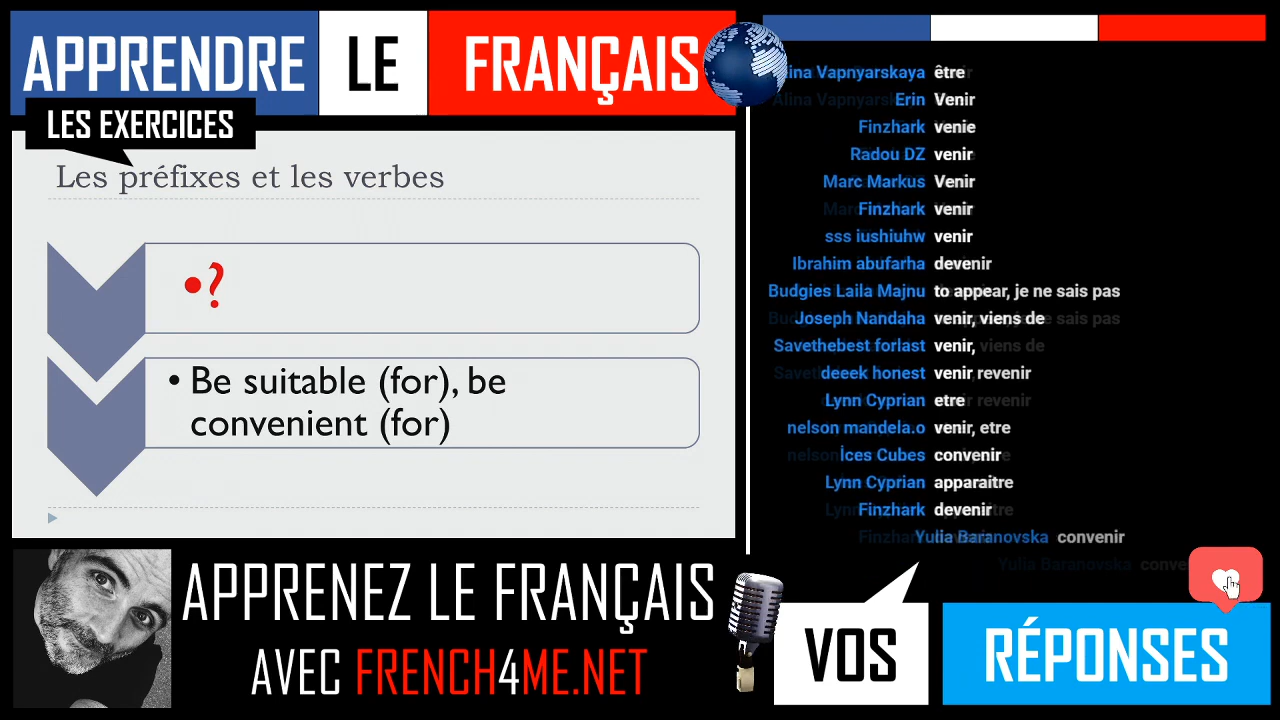 APPRENDRE LE FRANÇAIS
LES EXERCICES
Les préfixes et les verbes
•?
• Be suitable (for), be
convenient (for)
APPRENEZ LE FRANÇAIS
AVEC FRENCH4ME.NET
Vapnyarskaya être
Erin Venir
Finzhark venie
Radou DZ venir
Marc Markus Venir
Finzhark venir
sss iushiuhw venir
Ibrahim abufarha devenir
Budgies Laila Majnu to appear, je ne sais pas
Joseph Nandaha venir, viens de
Savethebest forlast venir,
deeek honest venir revenir
Lynn Cyprian etre
nelson mandela.o venir, etre
İces Cubes convenir
Lynn Cyprian apparaitre
Finzhark devenir
Yulia Baranovska convenir
VOS RÉPONSES